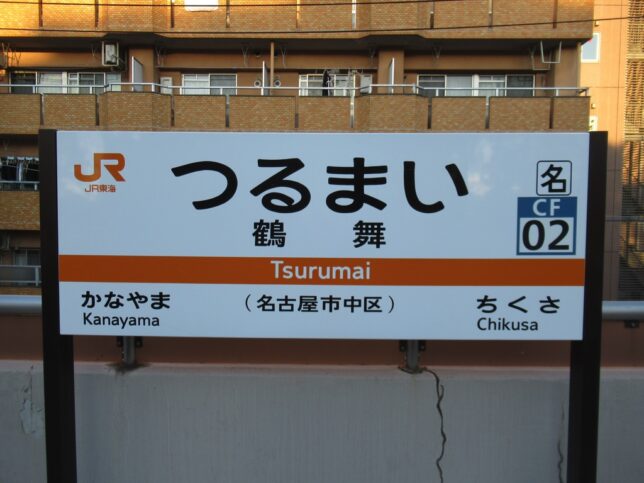 JR
JR東海
つるまい
鶴舞
名
CF
02
Tsurumai
かなやま
Kanayama
（名古屋市中区）
ちくさ
Chikusa